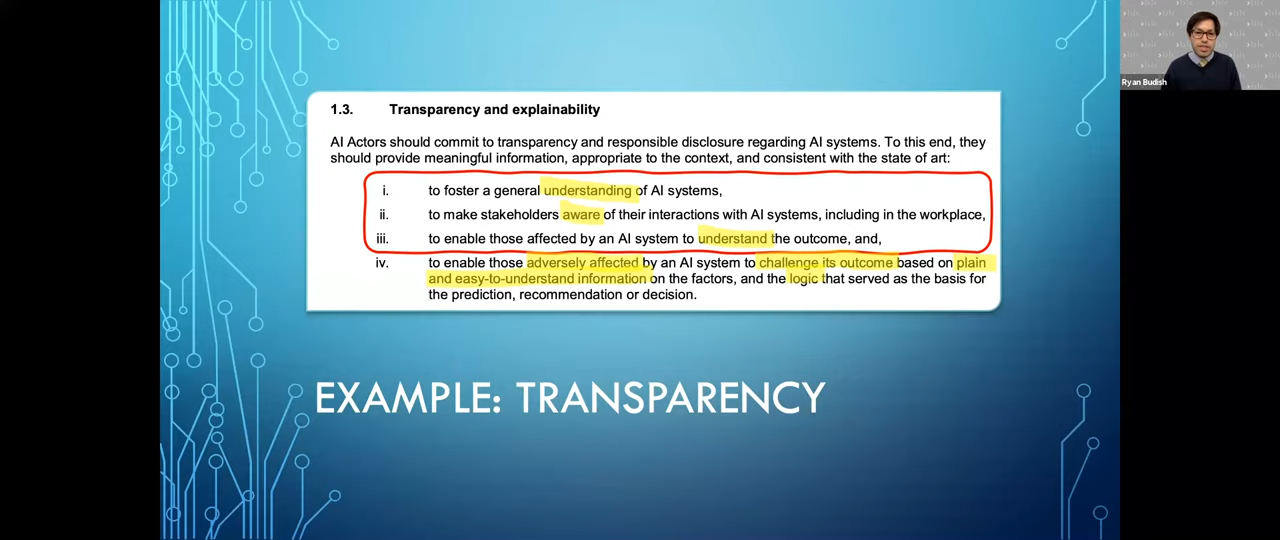 1.3. Transparency and explainability
AI Actors should commit to transparency and responsible disclosure regarding AI systems. To this end, they
should provide meaningful information, appropriate to the context, and consistent with the state of art:
i. to foster a general understanding of AI systems,
ii. to make stakeholders aware of their interactions with AI systems, including in the workplace,
iii. to enable those affected by an AI system to understand the outcome, and,
iv. to enable those adversely affected by an AI system to challenge its outcome based on plain
and easy-to-understand information on the factors, and the logic that served as the basis for
the prediction, recommendation or decision.
EXAMPLE: TRANSPARENCY
Ryan Budish